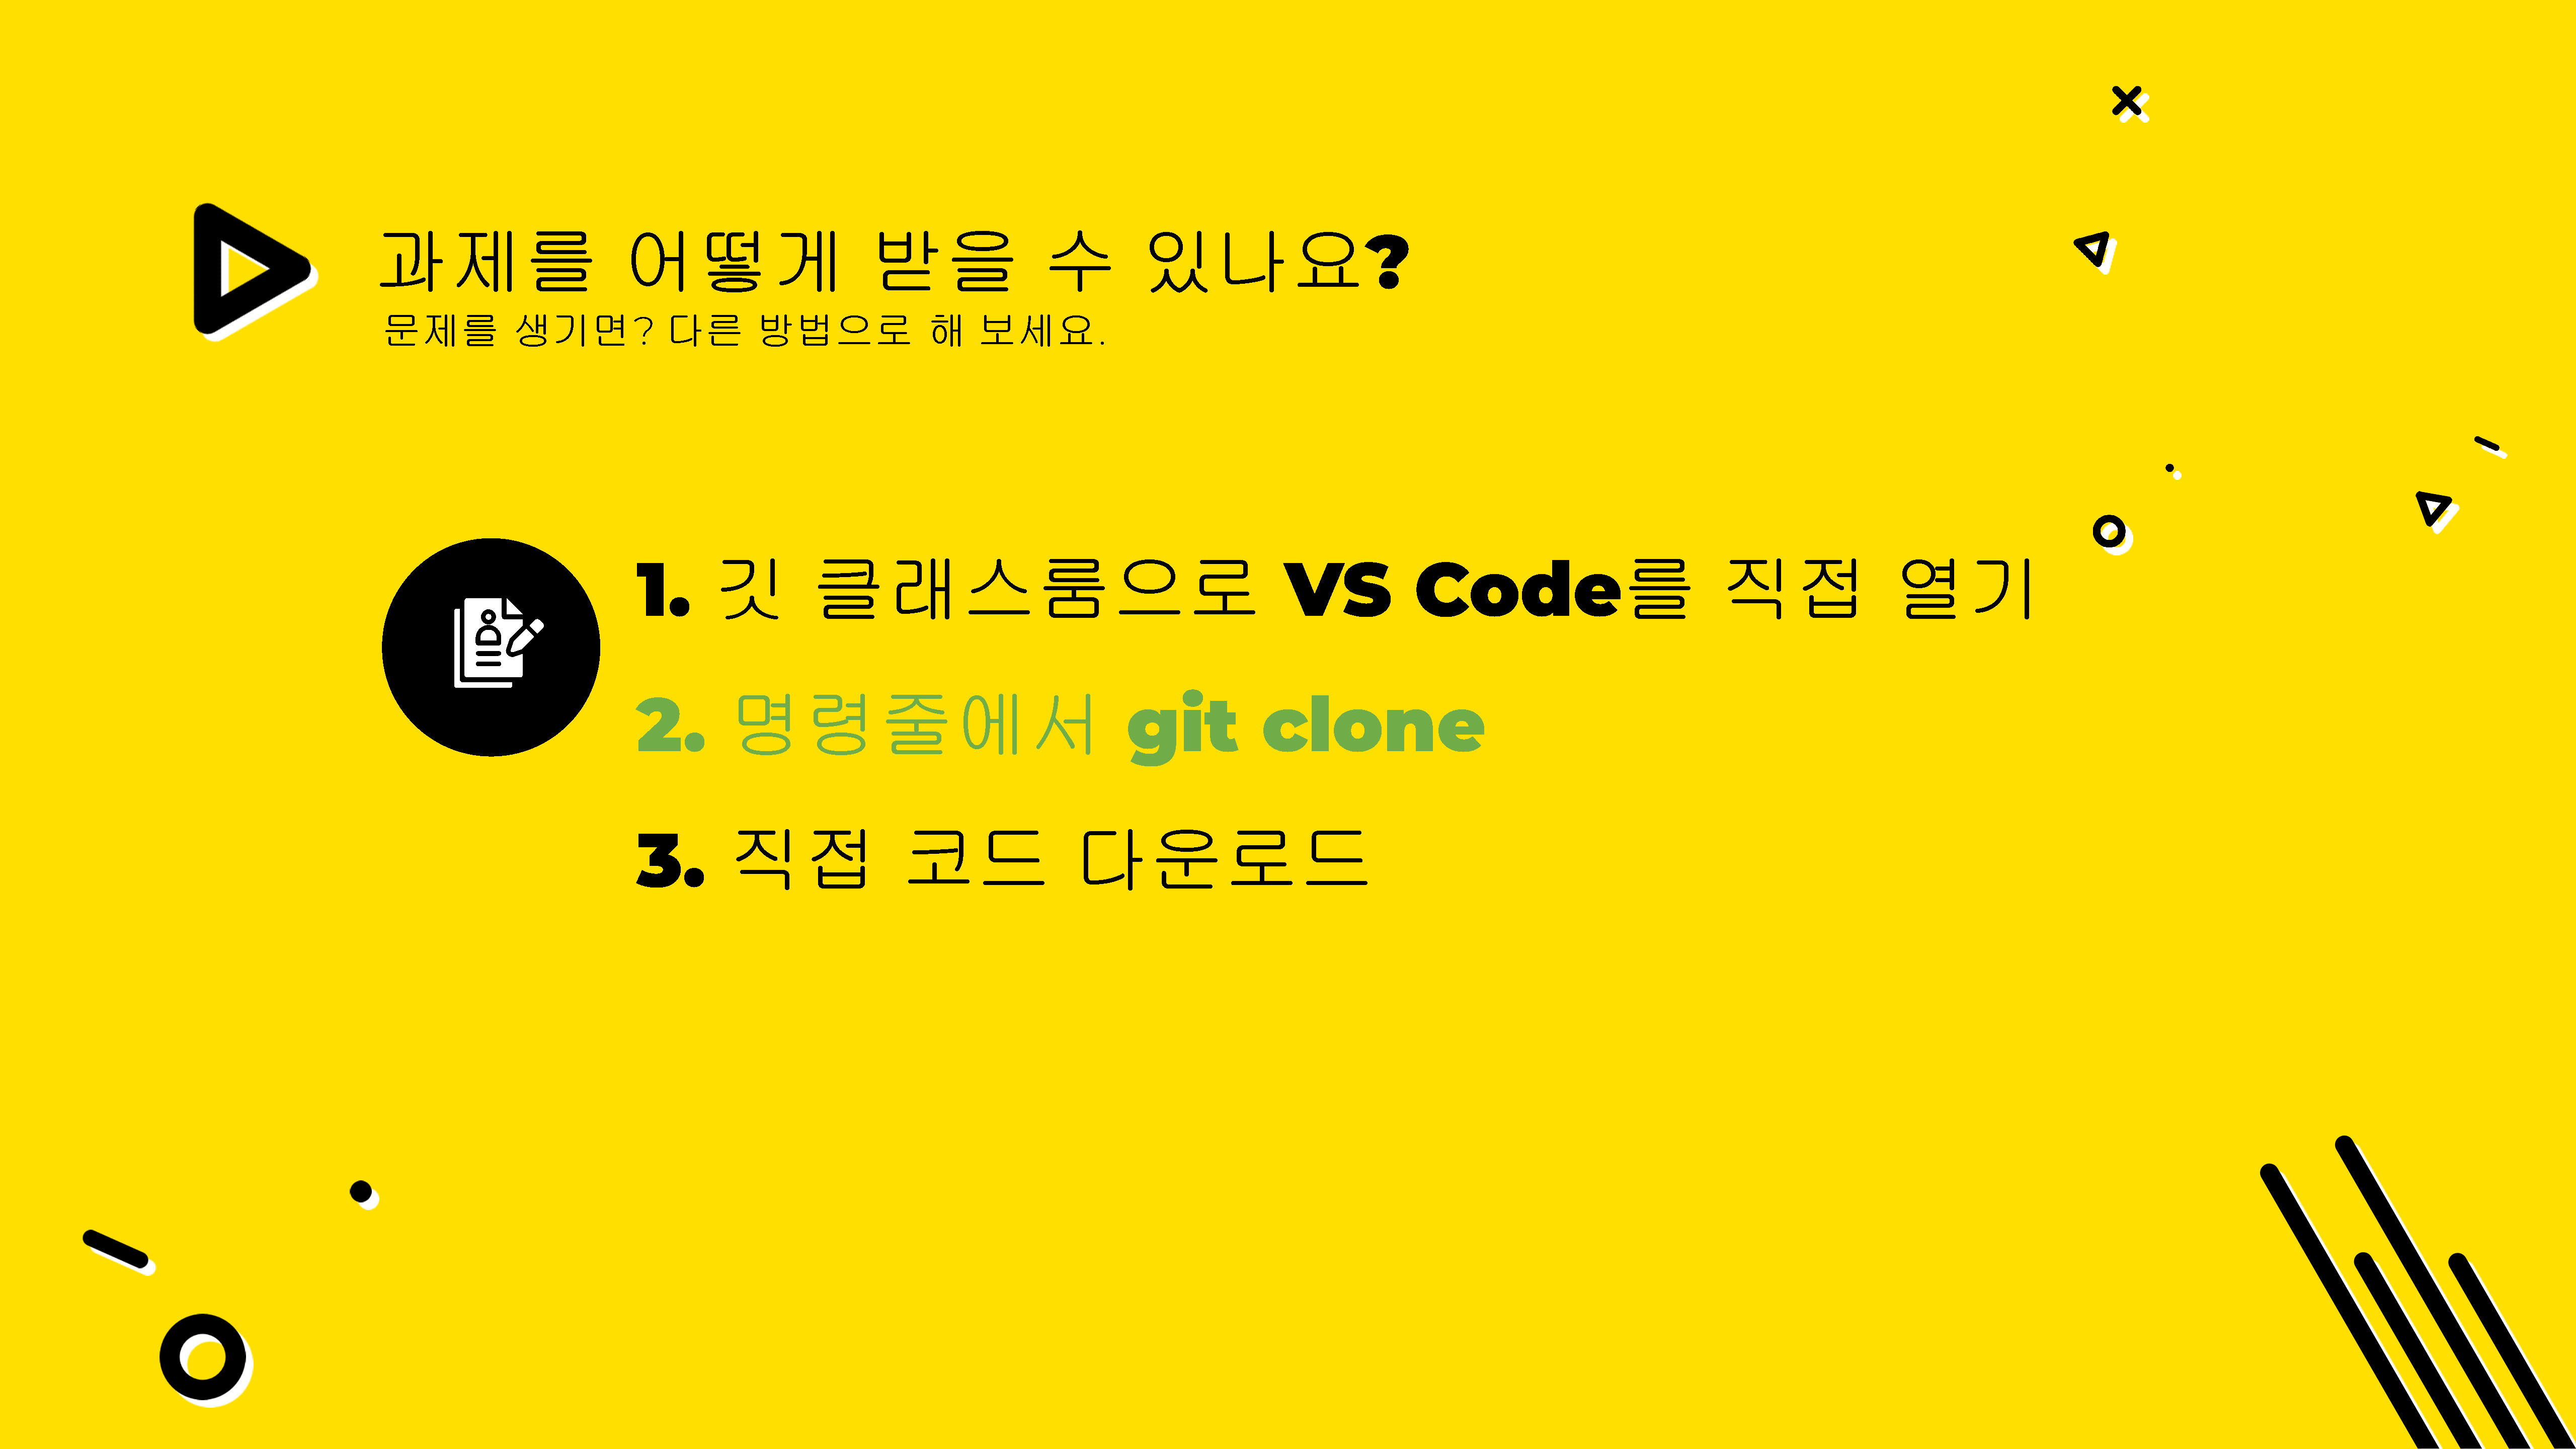 과제를 어떻게 받을 수 있나요?
문제를 생기면? 다른 방법으로 해 보세요.
1. 깃 클래스룸으로 VS Code를 직접 열기
2. 명령줄에서 git clone
3. 직접 코드 다운로드